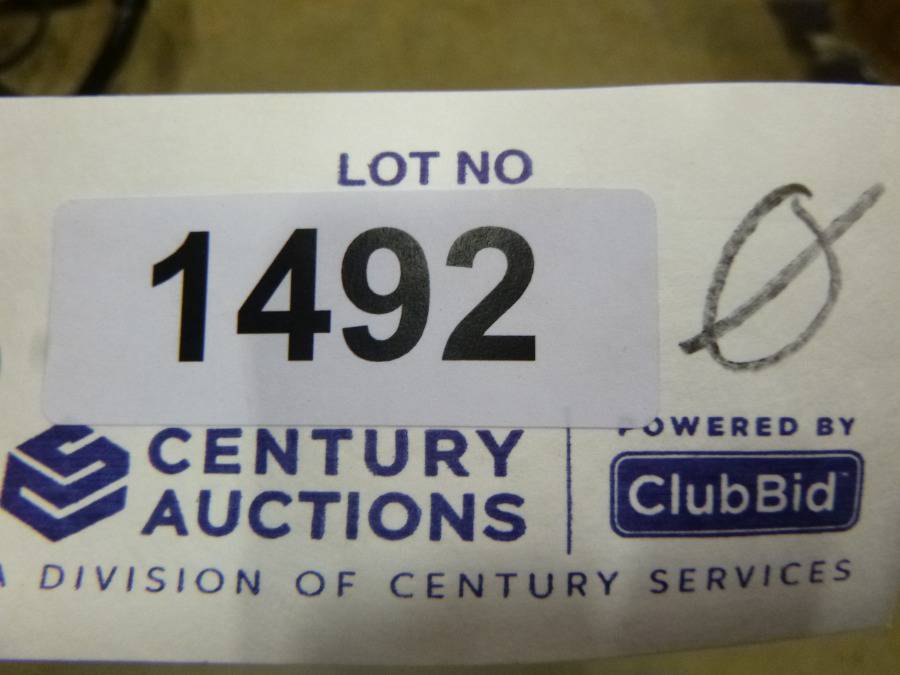 LOT NO
1492 Ø
CENTURY
AUCTIONS
POWERED BY
ClubBid
A DIVISION OF CENTURY SERVICES